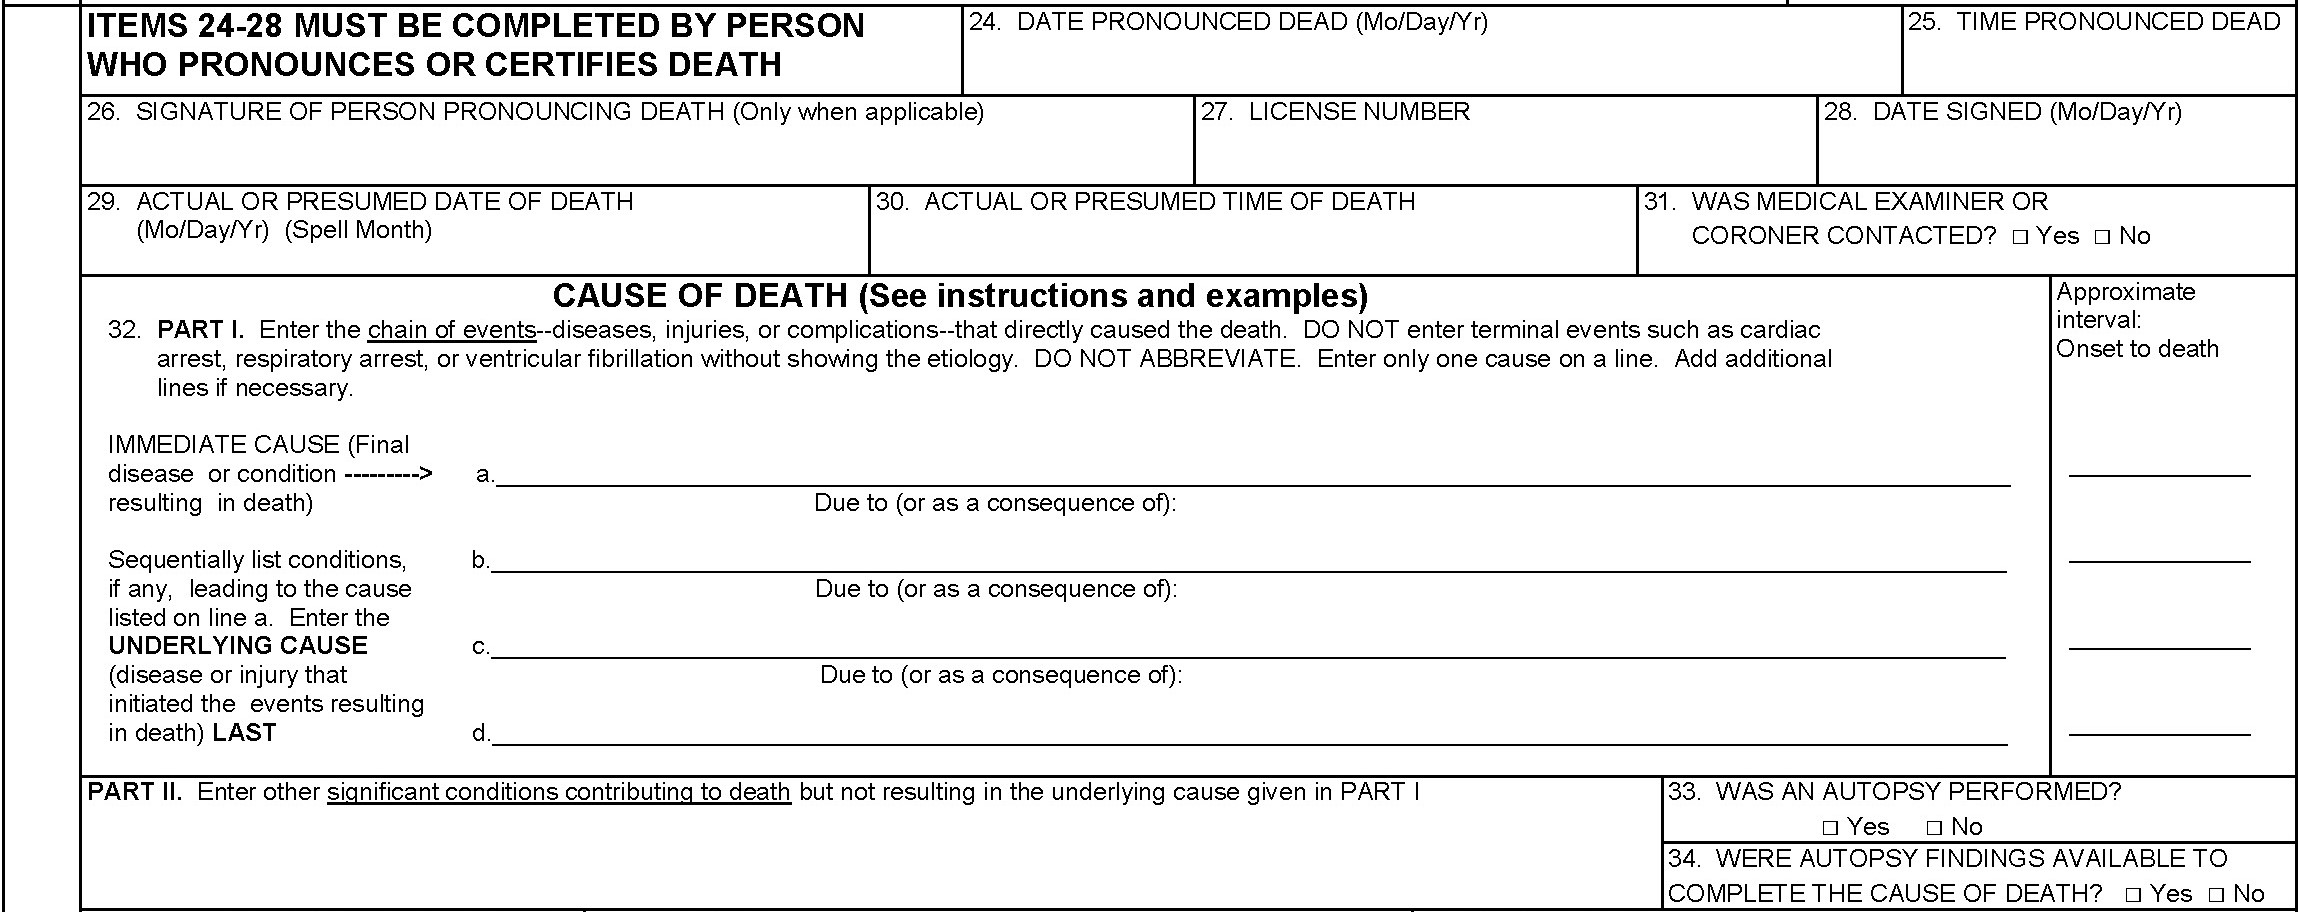 ITEMS 24-28 MUST BE COMPLETED BY PERSON
WHO PRONOUNCES OR CERTIFIES DEATH
24. DATE PRONOUNCED DEAD (Mo/Day/Yr)
25. TIME PRONOUNCED DEAD
26. SIGNATURE OF PERSON PRONOUNCING DEATH (Only when applicable)
27. LICENSE NUMBER
28. DATE SIGNED (Mo/Day/Yr)
29. ACTUAL OR PRESUMED DATE OF DEATH
(Mo/Day/Yr) (Spell Month)
30. ACTUAL OR PRESUMED TIME OF DEATH
31. WAS MEDICAL EXAMINER OR
CORONER CONTACTED? □ Yes □ No
CAUSE OF DEATH (See instructions and examples)
32. PART I. Enter the chain of events--diseases, injuries, or complications--that directly caused the death. DO NOT enter terminal events such as cardiac
arrest, respiratory arrest, or ventricular fibrillation without showing the etiology. DO NOT ABBREVIATE. Enter only one cause on a line. Add additional
lines if necessary.
Approximate
interval:
Onset to death
IMMEDIATE CAUSE (Final
disease or condition --------->
resulting in death)
a.
Due to (or as a consequence of):
Sequentially list conditions,
if any, leading to the cause
listed on line a. Enter the
UNDERLYING CAUSE
(disease or injury that
initiated the events resulting
in death) LAST
b.
Due to (or as a consequence of):
c.
Due to (or as a consequence of):
d.
PART II. Enter other significant conditions contributing to death but not resulting in the underlying cause given in PART I
33. WAS AN AUTOPSY PERFORMED?
□ Yes □ No
34. WERE AUTOPSY FINDINGS AVAILABLE TO
COMPLETE THE CAUSE OF DEATH? □ Yes □ No